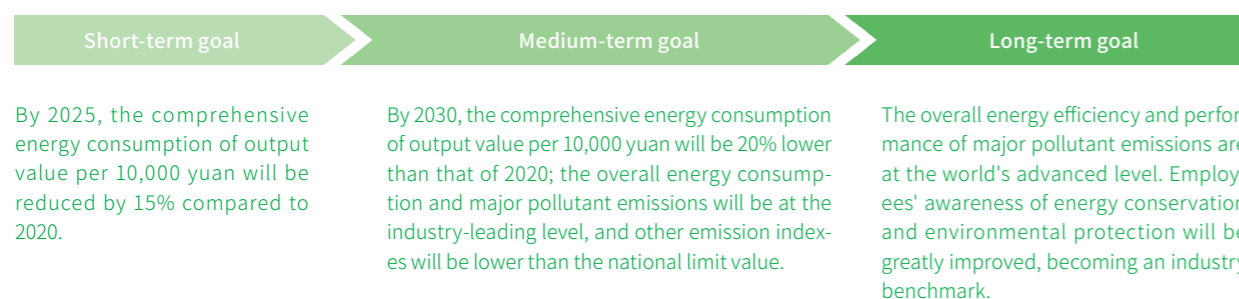 Short-term goal
Medium-term goal
Long-term goal
By 2025, the comprehensive
energy consumption of output
value per 10,000 yuan will be
reduced by 15% compared to
2020.
By 2030, the comprehensive energy consumption
of output value per 10,000 yuan will be 20% lower
than that of 2020; the overall energy consump-
tion and major pollutant emissions will be at the
industry-leading level, and other emission index-
es will be lower than the national limit value.
The overall energy efficiency and perfor
mance of major pollutant emissions are
at the world's advanced level. Employ
ees' awareness of energy conservation
and environmental protection will be
greatly improved, becoming an industry
benchmark.